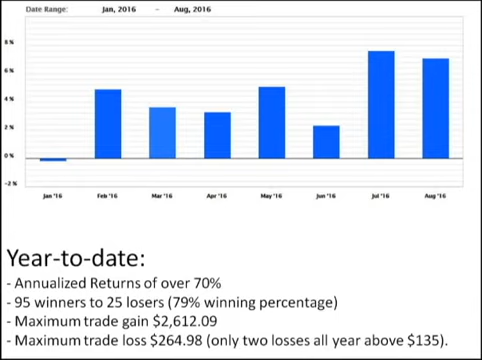 Date Range: Jan, 2016 – Aug, 2016
8%
6%
4%
2%
0%
-2%
Jan '16 Feb '16 Mar '16 Apr '16 May '16 Jun '16 Jul '16 Aug '16
Year-to-date:
- Annualized Returns of over 70%
- 95 winners to 25 losers (79% winning percentage)
- Maximum trade gain $2,612.09
- Maximum trade loss $264.98 (only two losses all year above $135).